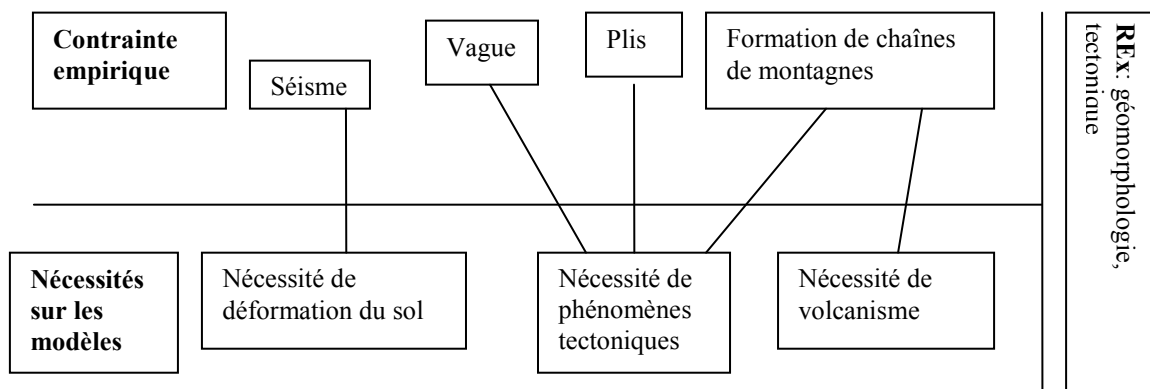 Contrainte
empirique
Séisme
Vague
Plis
Formation de chaînes
de montagnes
REx: géomorphologie,
tectonique
Nécessités
sur les
modèles
Nécessité de
déformation du sol
Nécessité de
phénomènes
tectoniques
Nécessité de
volcanisme